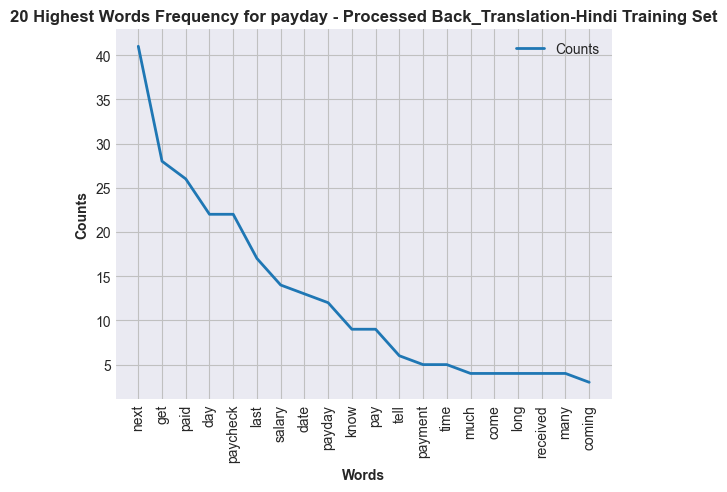 20 Highest Words Frequency for payday - Processed Back_Translation-Hindi Training Set
Counts
40
35
30
25
20
15
10
5
Counts
next
get
paid
day
paycheck
last
salary
date
payday
know
pay
tell
payment
time
much
come
long
received
many
coming
Words